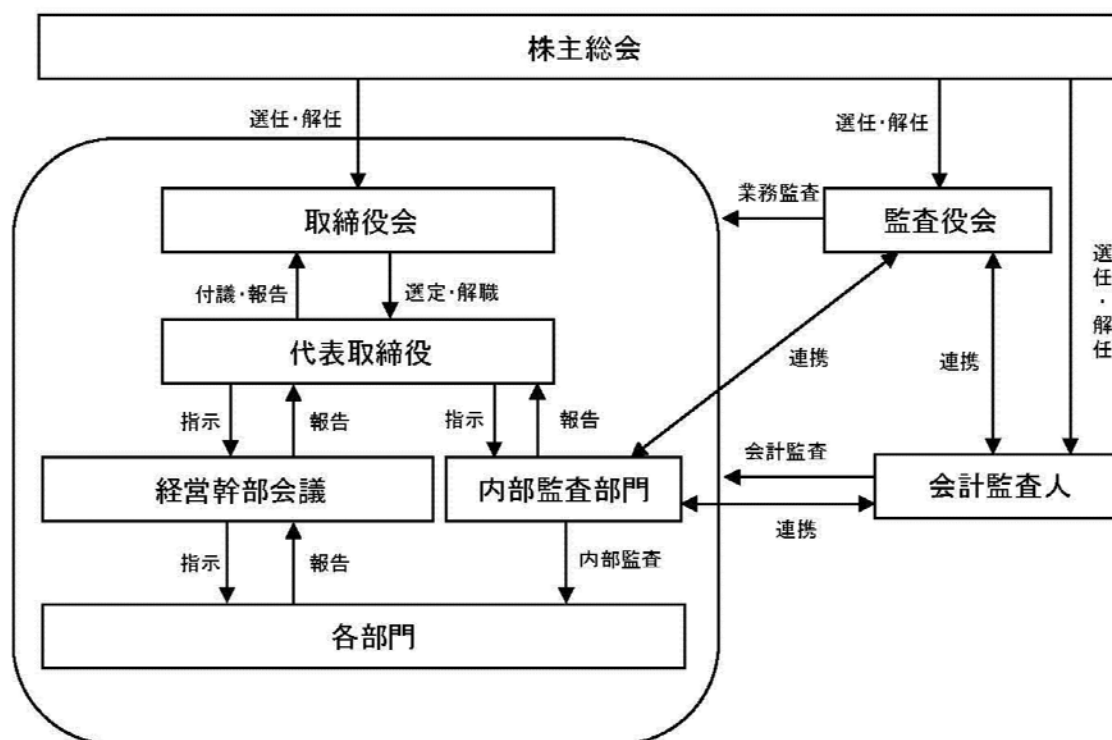 株主総会
選任・解任
選任・解任
選任・解任
取締役会
業務監査
監査役会
付議・報告
選定・解職
代表取締役
連携
連携
指示
報告
指示
報告
経営幹部会議
内部監査部門
会計監査
会計監査人
連携
指示
報告
内部監査
各部門